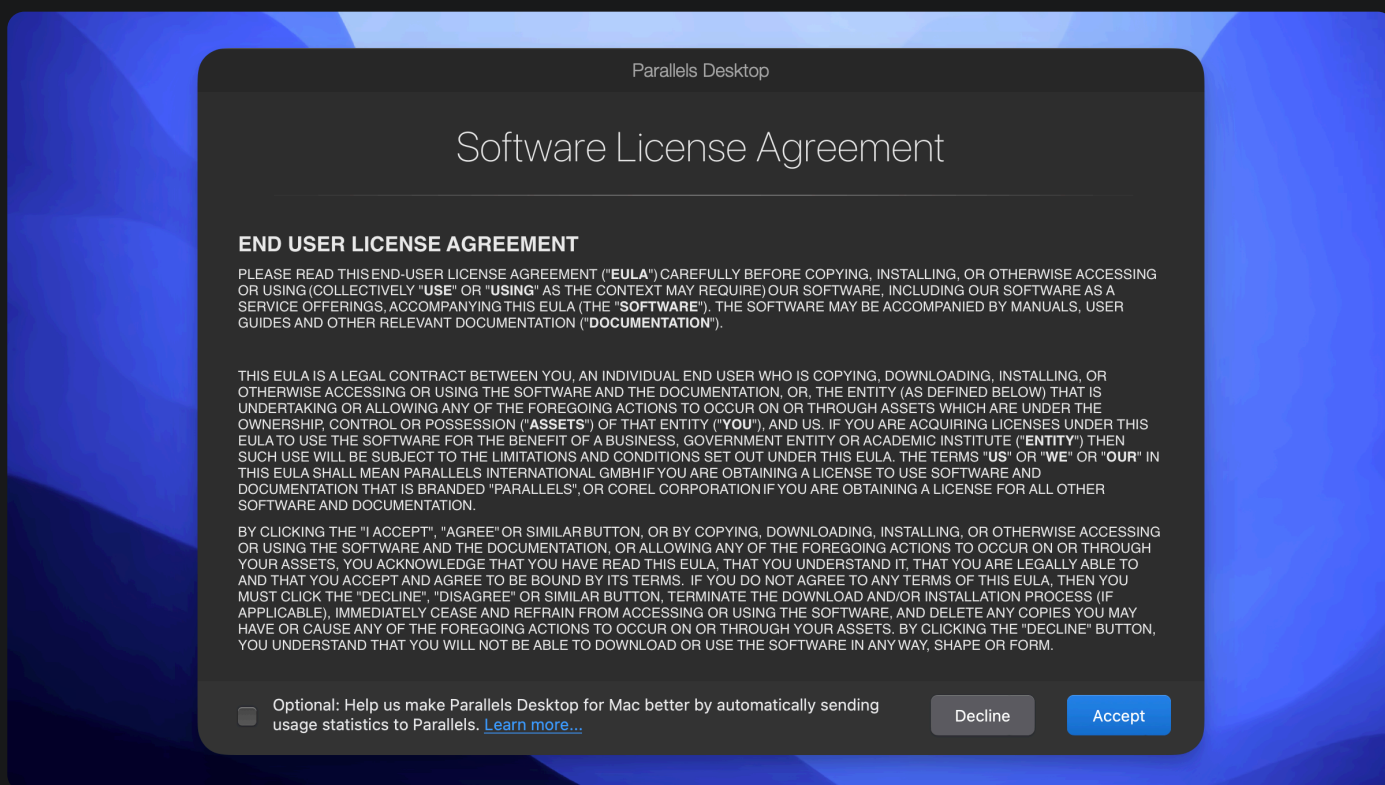 Parallels Desktop
Software License Agreement
END USER LICENSE AGREEMENT
PLEASE READ THIS END-USER LICENSE AGREEMENT ("EULA") CAREFULLY BEFORE COPYING, INSTALLING, OR OTHERWISE ACCESSING
OR USING (COLLECTIVELY "USE" OR "USING" AS THE CONTEXT MAY REQUIRE) OUR SOFTWARE, INCLUDING OUR SOFTWARE AS A
SERVICE OFFERINGS, ACCOMPANYING THIS EULA (THE "SOFTWARE"). THE SOFTWARE MAY BE ACCOMPANIED BY MANUALS, USER
GUIDES AND OTHER RELEVANT DOCUMENTATION ("DOCUMENTATION").
THIS EULA IS A LEGAL CONTRACT BETWEEN YOU, AN INDIVIDUAL END USER WHO IS COPYING, DOWNLOADING, INSTALLING, OR
OTHERWISE ACCESSING OR USING THE SOFTWARE AND THE DOCUMENTATION, OR, THE ENTITY (AS DEFINED BELOW) THAT IS
UNDERTAKING OR ALLOWING ANY OF THE FOREGOING ACTIONS TO OCCUR ON OR THROUGH ASSETS WHICH ARE UNDER THE
OWNERSHIP, CONTROL OR POSSESSION ("ASSETS") OF THAT ENTITY ("YOU"), AND US. IF YOU ARE ACQUIRING LICENSES UNDER THIS
EULA TO USE THE SOFTWARE FOR THE BENEFIT OF A BUSINESS, GOVERNMENT ENTITY OR ACADEMIC INSTITUTE ("ENTITY") THEN
SUCH USE WILL BE SUBJECT TO THE LIMITATIONS AND CONDITIONS SET OUT UNDER THIS EULA. THE TERMS "US" OR "WE" OR "OUR" IN
THIS EULA SHALL MEAN PARALLELS INTERNATIONAL GMBH IF YOU ARE OBTAINING A LICENSE TO USE SOFTWARE AND
DOCUMENTATION THAT IS BRANDED "PARALLELS", OR COREL CORPORATION IF YOU ARE OBTAINING A LICENSE FOR ALL OTHER
SOFTWARE AND DOCUMENTATION.
BY CLICKING THE "I ACCEPT", "AGREE" OR SIMILAR BUTTON, OR BY COPYING, DOWNLOADING, INSTALLING, OR OTHERWISE ACCESSING
OR USING THE SOFTWARE AND THE DOCUMENTATION, OR ALLOWING ANY OF THE FOREGOING ACTIONS TO OCCUR ON OR THROUGH
YOUR ASSETS, YOU ACKNOWLEDGE THAT YOU HAVE READ THIS EULA, THAT YOU UNDERSTAND IT, THAT YOU ARE LEGALLY ABLE TO
AND THAT YOU ACCEPT AND AGREE TO BE BOUND BY ITS TERMS. IF YOU DO NOT AGREE TO ANY TERMS OF THIS EULA, THEN YOU
MUST CLICK THE "DECLINE", "DISAGREE" OR SIMILAR BUTTON, TERMINATE THE DOWNLOAD AND/OR INSTALLATION PROCESS (IF
APPLICABLE), IMMEDIATELY CEASE AND REFRAIN FROM ACCESSING OR USING THE SOFTWARE, AND DELETE ANY COPIES YOU MAY
HAVE OR CAUSE ANY OF THE FOREGOING ACTIONS TO OCCUR ON OR THROUGH YOUR ASSETS. BY CLICKING THE "DECLINE" BUTTON,
YOU UNDERSTAND THAT YOU WILL NOT BE ABLE TO DOWNLOAD OR USE THE SOFTWARE IN ANY WAY, SHAPE OR FORM.
Optional: Help us make Parallels Desktop for Mac better by automatically sending
usage statistics to Parallels. Learn more...
Decline
Accept